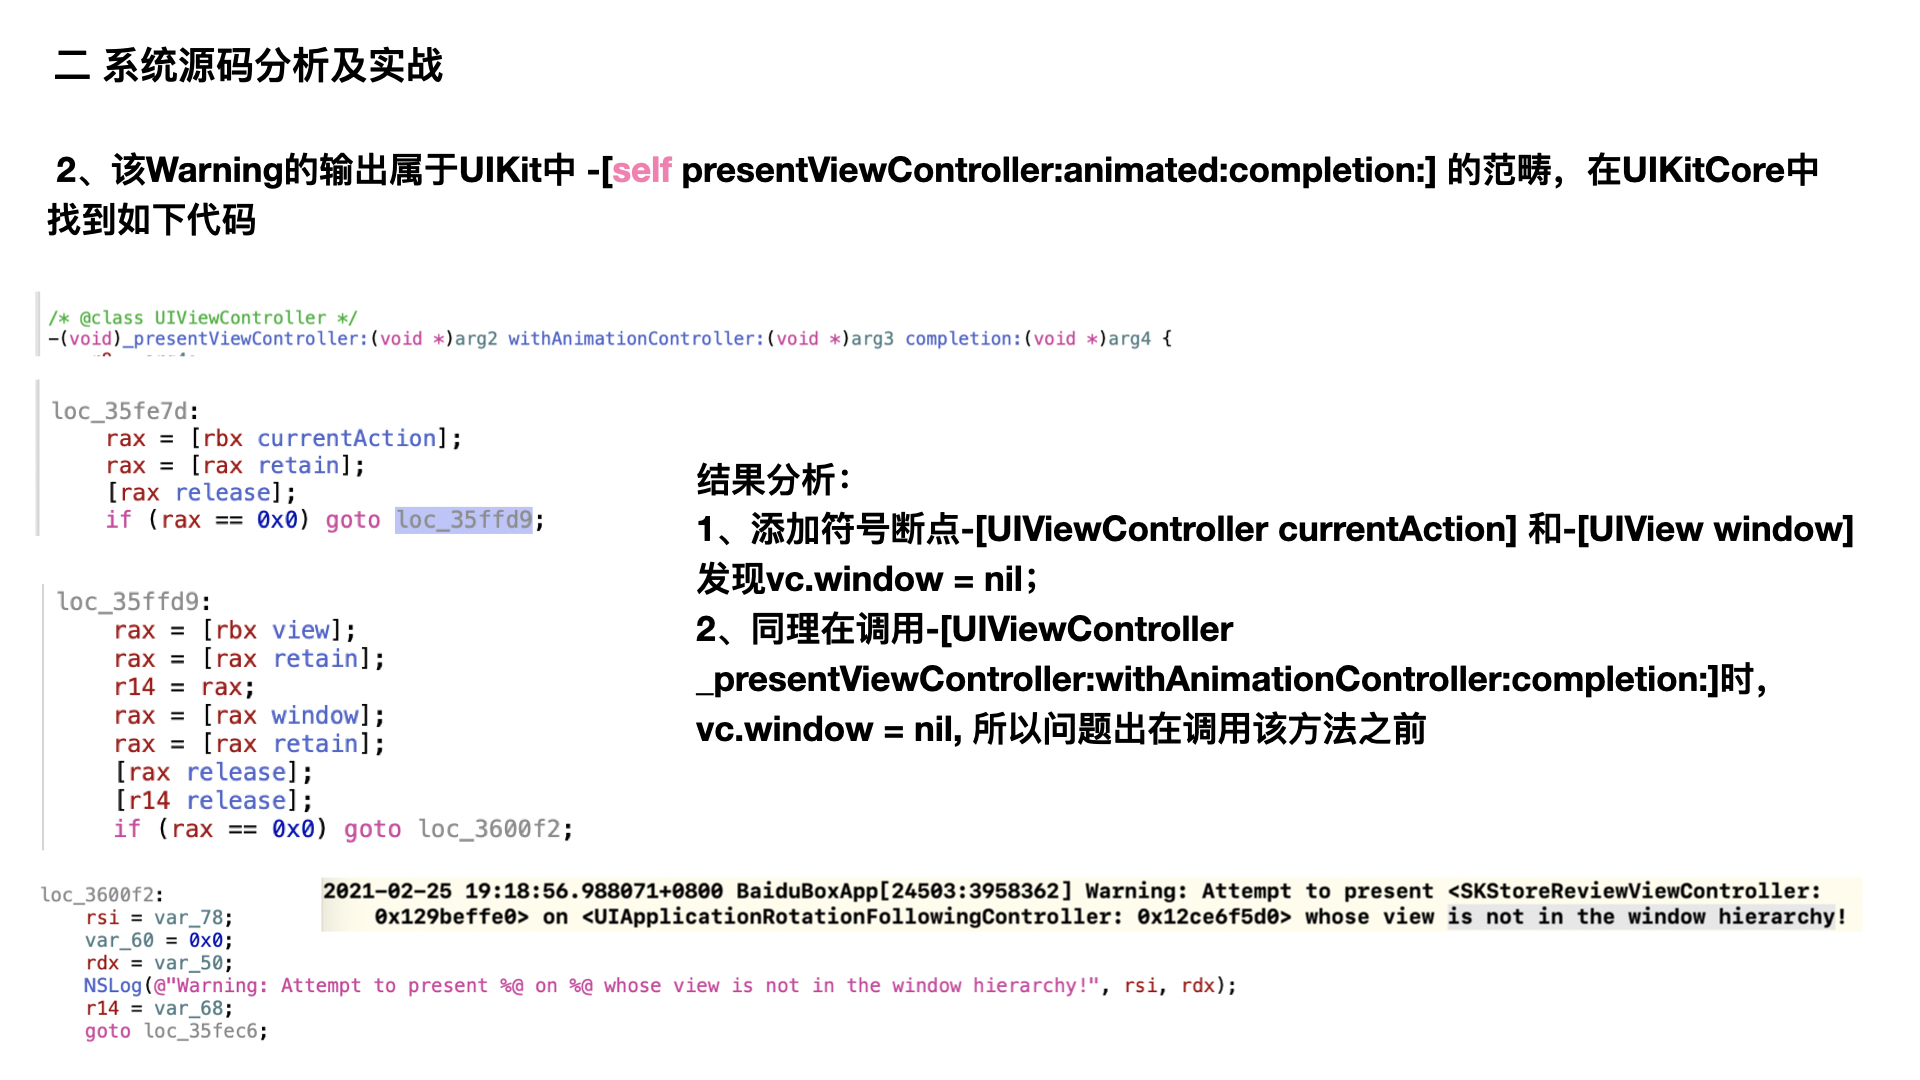 二 系统源码分析及实战
2、该Warning的输出属于UIKit中 -[self presentViewController:animated:completion:] 的范畴，在UIKitCore中
找到如下代码
/* @class UIViewController */
-(void)_presentViewController:(void *)arg2 withAnimationController:(void *)arg3 completion:(void *)arg4 {
loc_35fe7d:
rax = [rbx currentAction];
rax = [rax retain];
[rax release];
if (rax == 0x0) goto loc_35ffd9;
loc_35ffd9:
rax = [rbx view];
rax = [rax retain];
r14 = rax;
rax = [rax window];
rax = [rax retain];
[rax release];
[r14 release];
if (rax == 0x0) goto loc_3600f2;
结果分析：
1、添加符号断点-[UIViewController currentAction] 和-[UIView window]
发现vc.window = nil；
2、同理在调用-[UIViewController
_presentViewController:withAnimationController:completion:]时，
vc.window = nil, 所以问题出在调用该方法之前
2021-02-25 19:18:56.988071+0800 BaiduBoxApp[24503:3958362] Warning: Attempt to present <SKStoreReviewViewController:
0x129beffe0> on <UIApplicationRotationFollowingController: 0x12ce6f5d0> whose view is not in the window hierarchy!
loc_3600f2:
rsi = var_78;
var_60 = 0x0;
rdx = var_50;
NSLog(@"Warning: Attempt to present %@ on %@ whose view is not in the window hierarchy!", rsi, rdx);
r14 = var_68;
goto loc_35fec6;